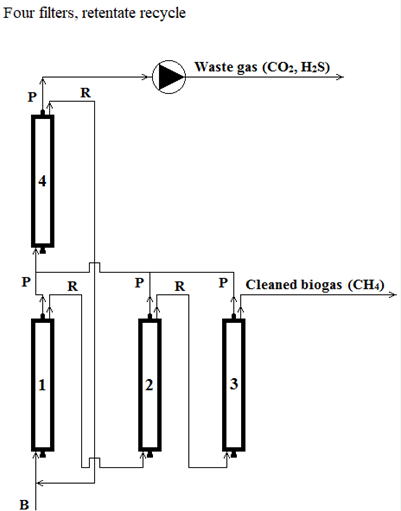 Four filters, retentate recycle
Waste gas (CO₂, H₂S)
P
R
4
P
R
P
R
P
Cleaned biogas (CH₄)
1
2
3
B